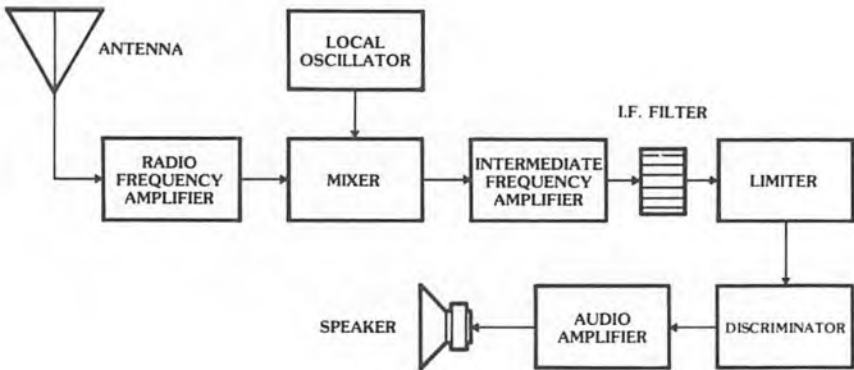 ANTENNA
LOCAL
OSCILLATOR
I.F. FILTER
RADIO
FREQUENCY
AMPLIFIER
MIXER
INTERMEDIATE
FREQUENCY
AMPLIFIER
LIMITER
SPEAKER
AUDIO
AMPLIFIER
DISCRIMINATOR